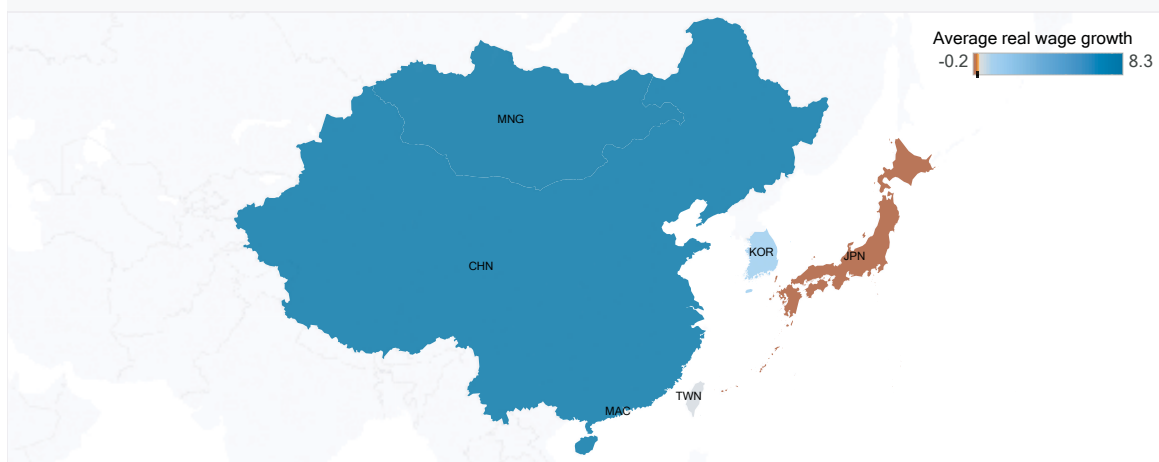 Average real wage growth
-0.2 8.3
MNG
KOR
JPN
CHN
TWN
MAC